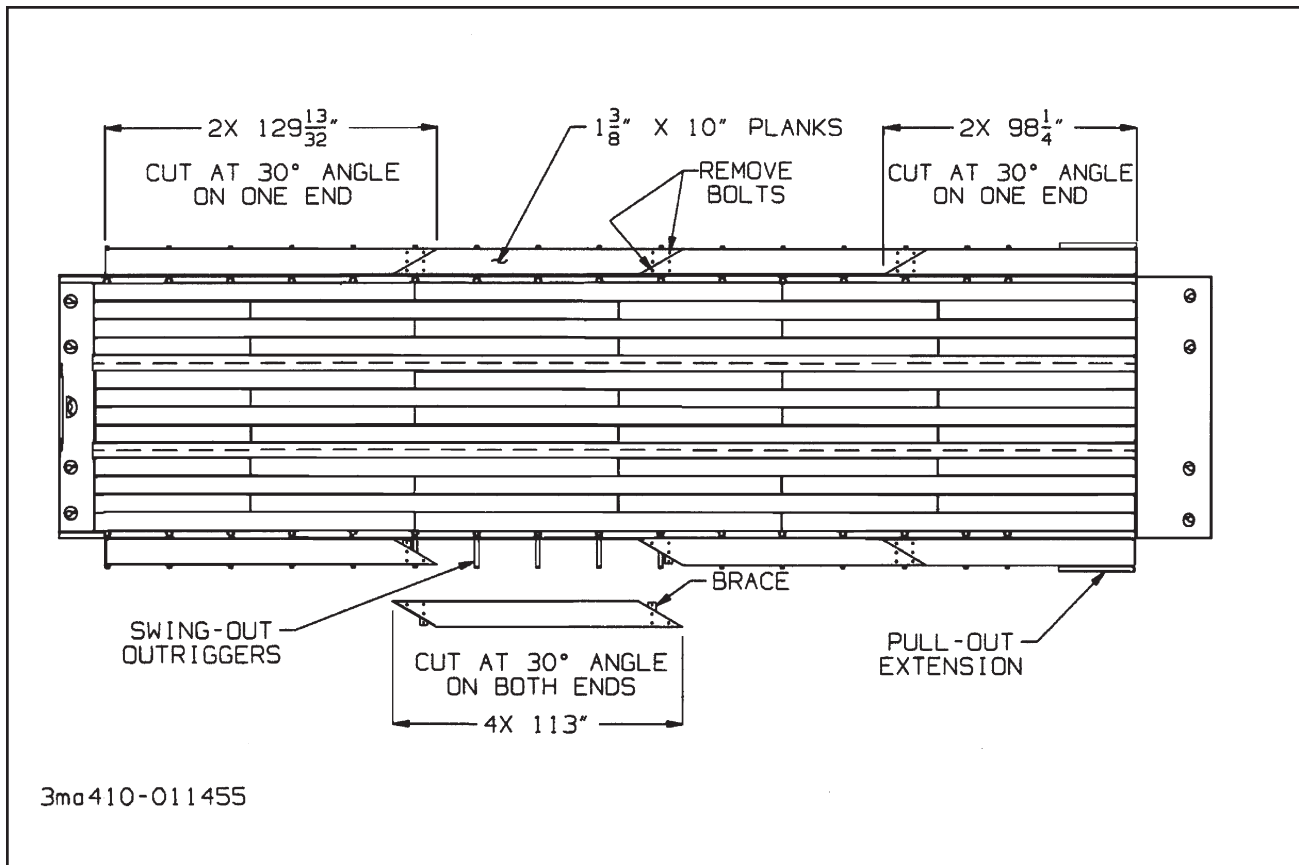 2X 129 13/32"
CUT AT 30° ANGLE
ON ONE END
1 3/8" X 10" PLANKS
REMOVE
BOLTS
2X 98 1/4"
CUT AT 30° ANGLE
ON ONE END
SWING-OUT
OUTRIGGERS
BRACE
CUT AT 30° ANGLE
ON BOTH ENDS
4X 113"
PULL-OUT
EXTENSION
3ma410-011455